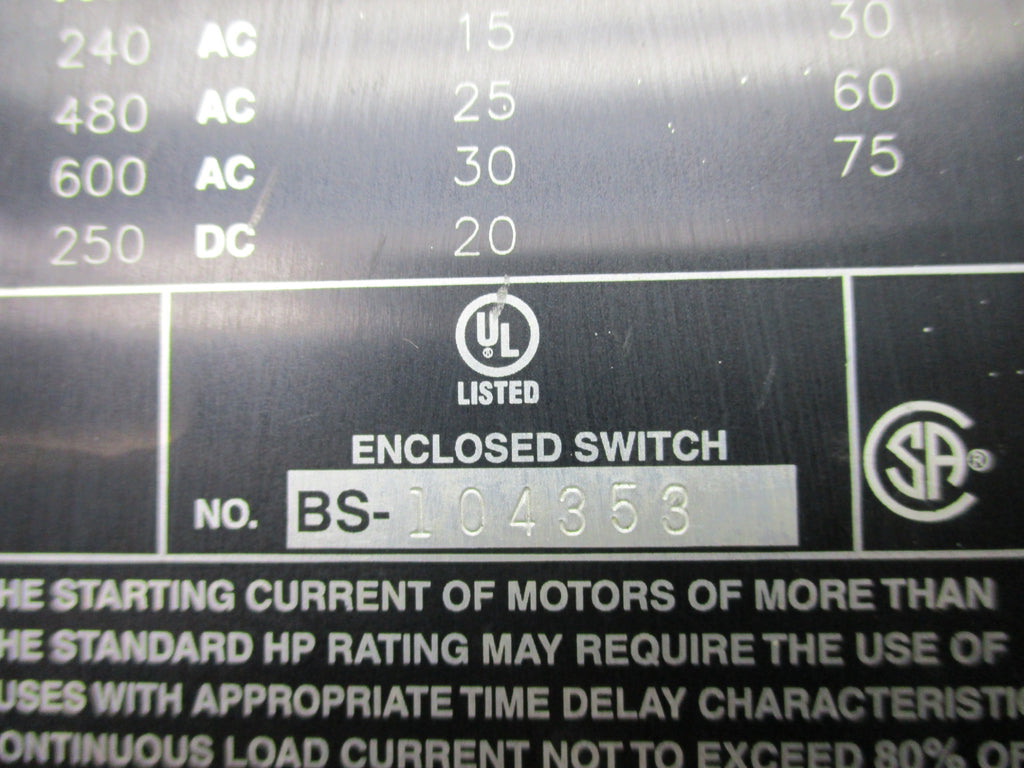 240 AC 15 30
480 AC 25 60
600 AC 30 75
250 DC 20
UL ®
LISTED
ENCLOSED SWITCH
SA ®
NO. BS-104353
HE STARTING CURRENT OF MOTORS OF MORE THAN
HE STANDARD HP RATING MAY REQUIRE THE USE OF
USES WITH APPROPRIATE TIME DELAY CHARACTERISTIC
ONTINUOUS LOAD CURRENT NOT TO EXCEED 80% OF